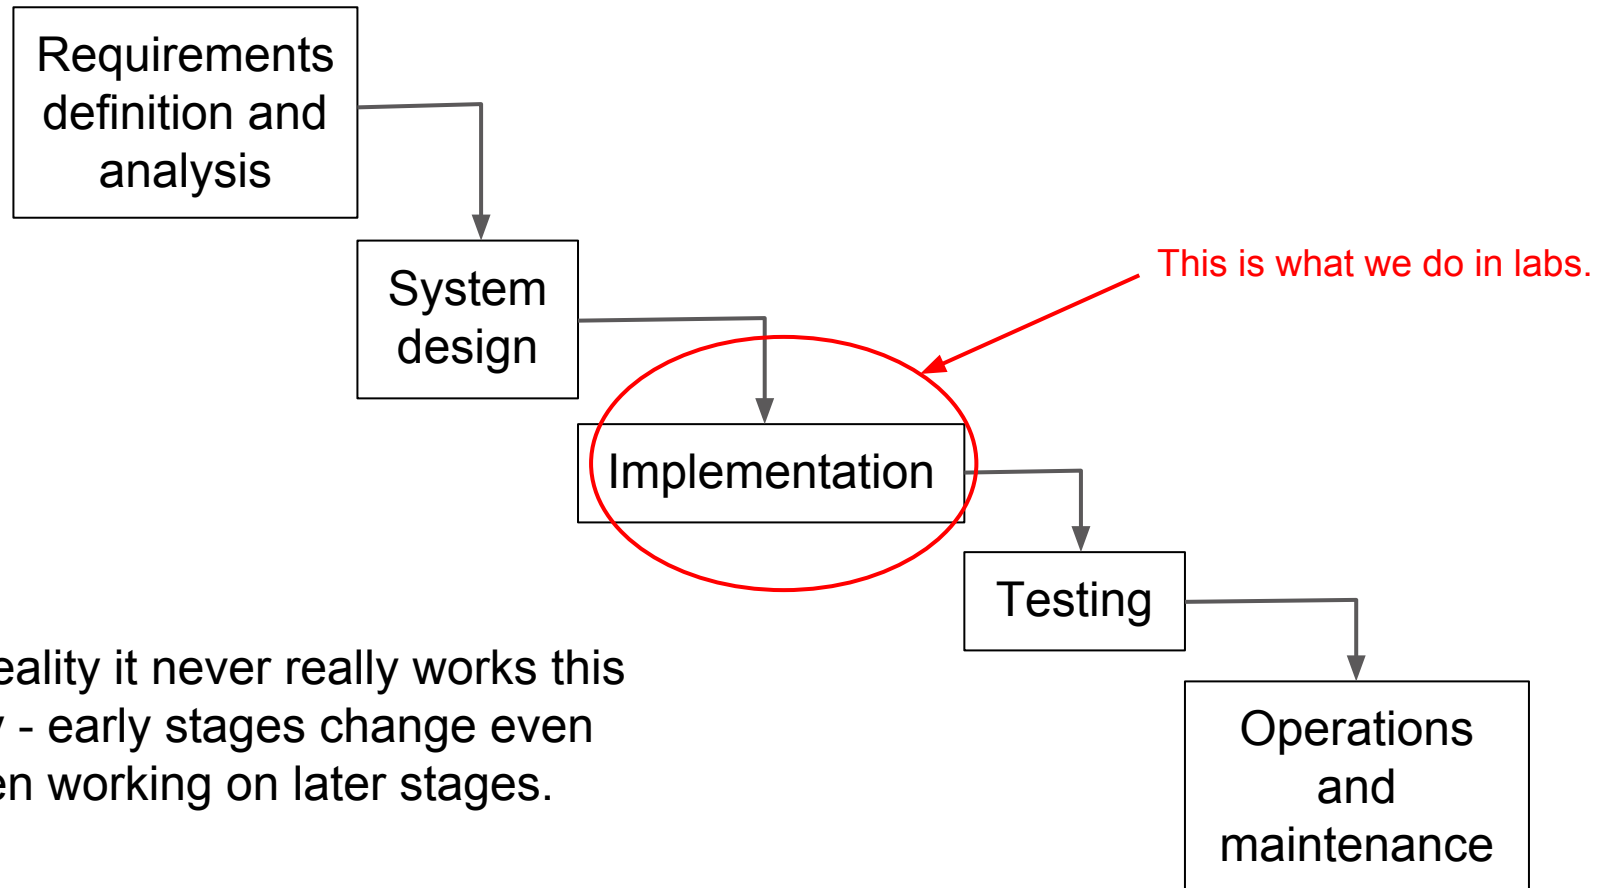 Requirements
definition and
analysis
System
design
This is what we do in labs.
Implementation
Testing
eality it never really works this
- early stages change even
en working on later stages.
Operations
and
maintenance